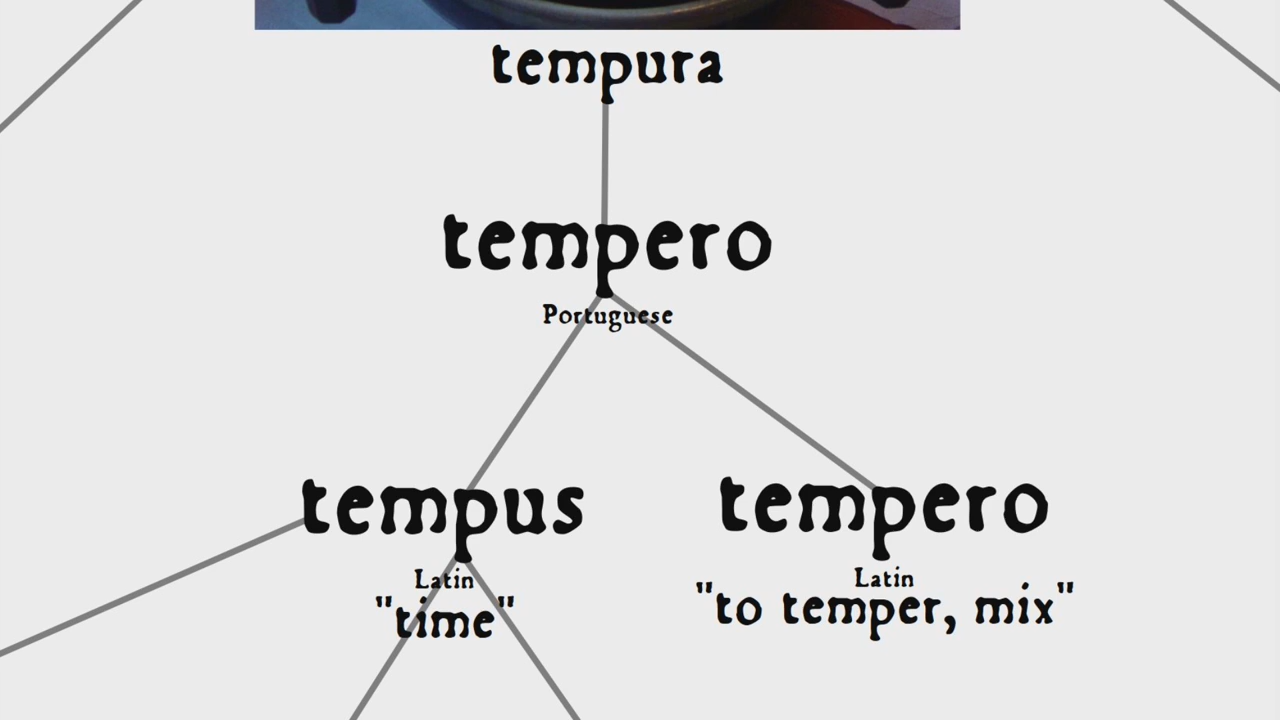 tempura
tempero
Portuguese
tempus
Latin
"time"
tempero
Latin
"to temper, mix"